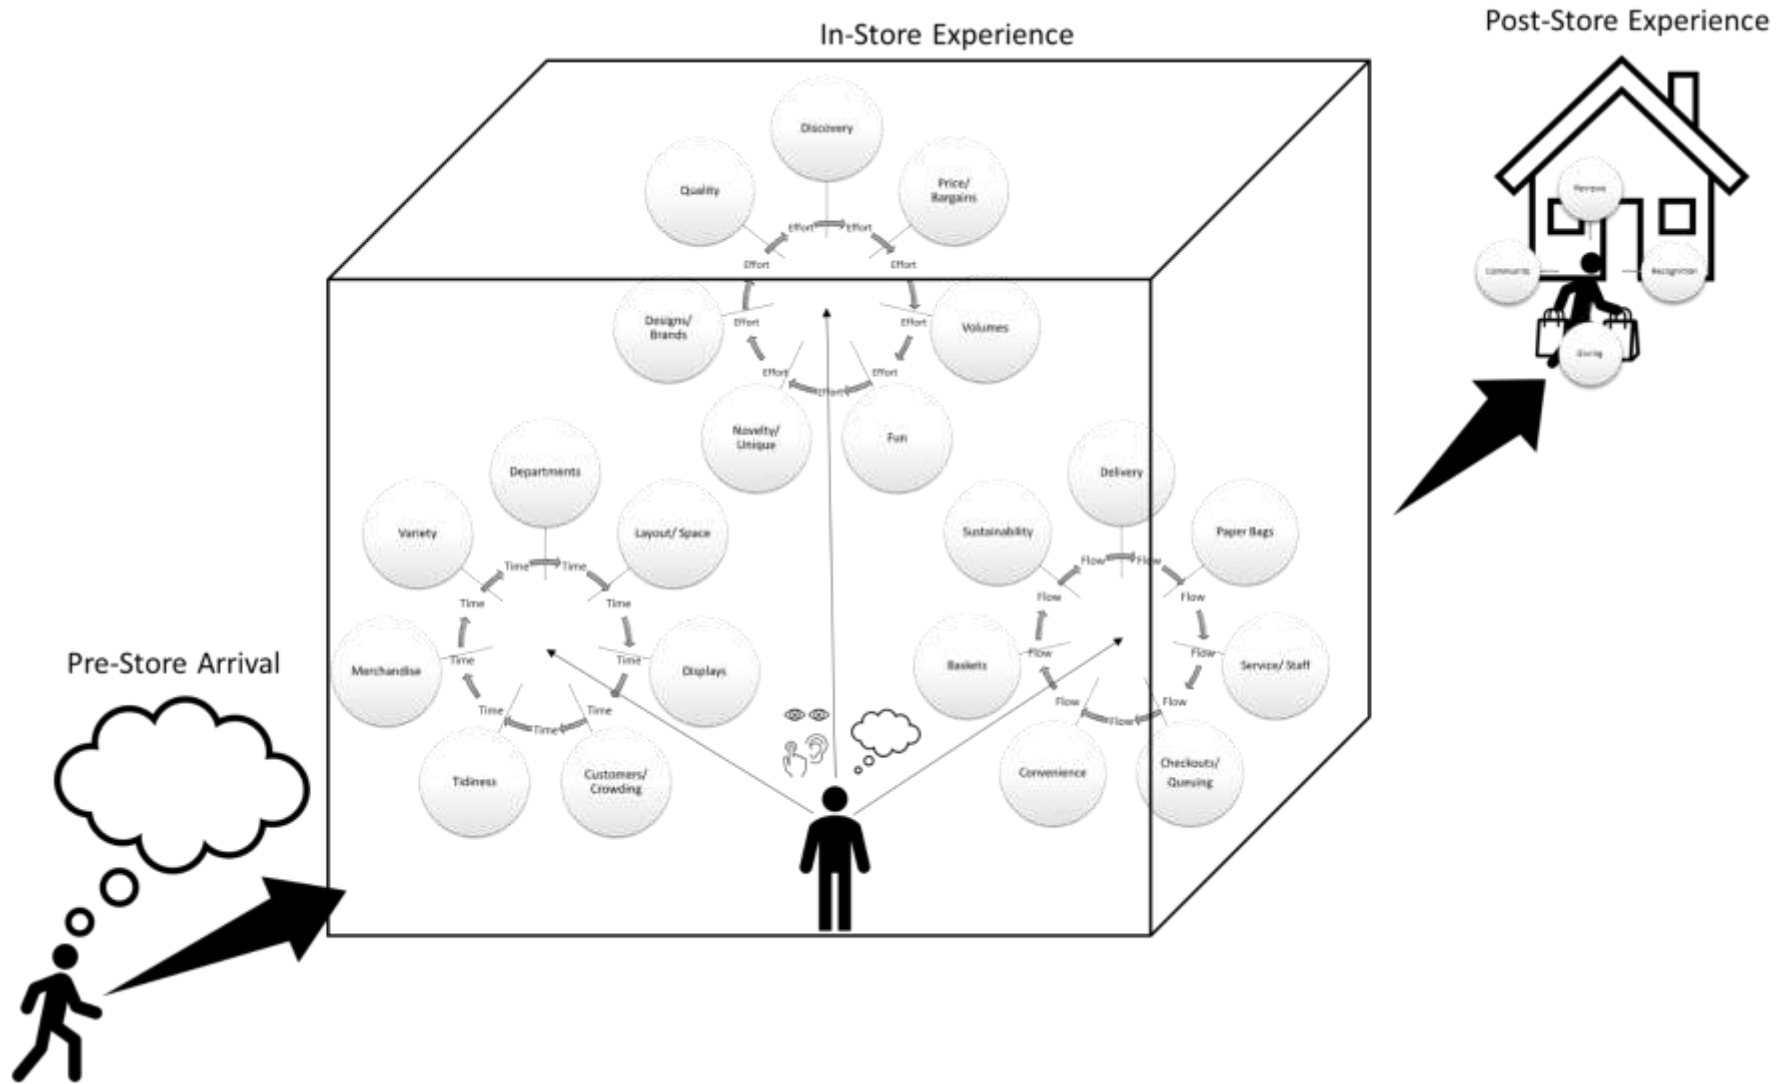 In-Store Experience
Post-Store Experience
Pre-Store Arrival
Discovery
Quality
Price/
Bargains
Effort
Effort
Effort
Effort
Designs/
Brands
Effort
Effort
Volumes
Effort
Effort
Effort
Novelty/
Unique
Fun
Departments
Variety
Layout/ Space
Time
Time
Time
Time
Merchandise
Time
Time
Displays
Time
Time
Time
Tidiness
Customers/
Crowding
Delivery
Sustainability
Paper Bags
Flow
Flow
Flow
Flow
Baskets
Flow
Flow
Service/ Staff
Flow
Flow
Flow
Convenience
Checkouts/
Queuing
Community
Recognition
Giving